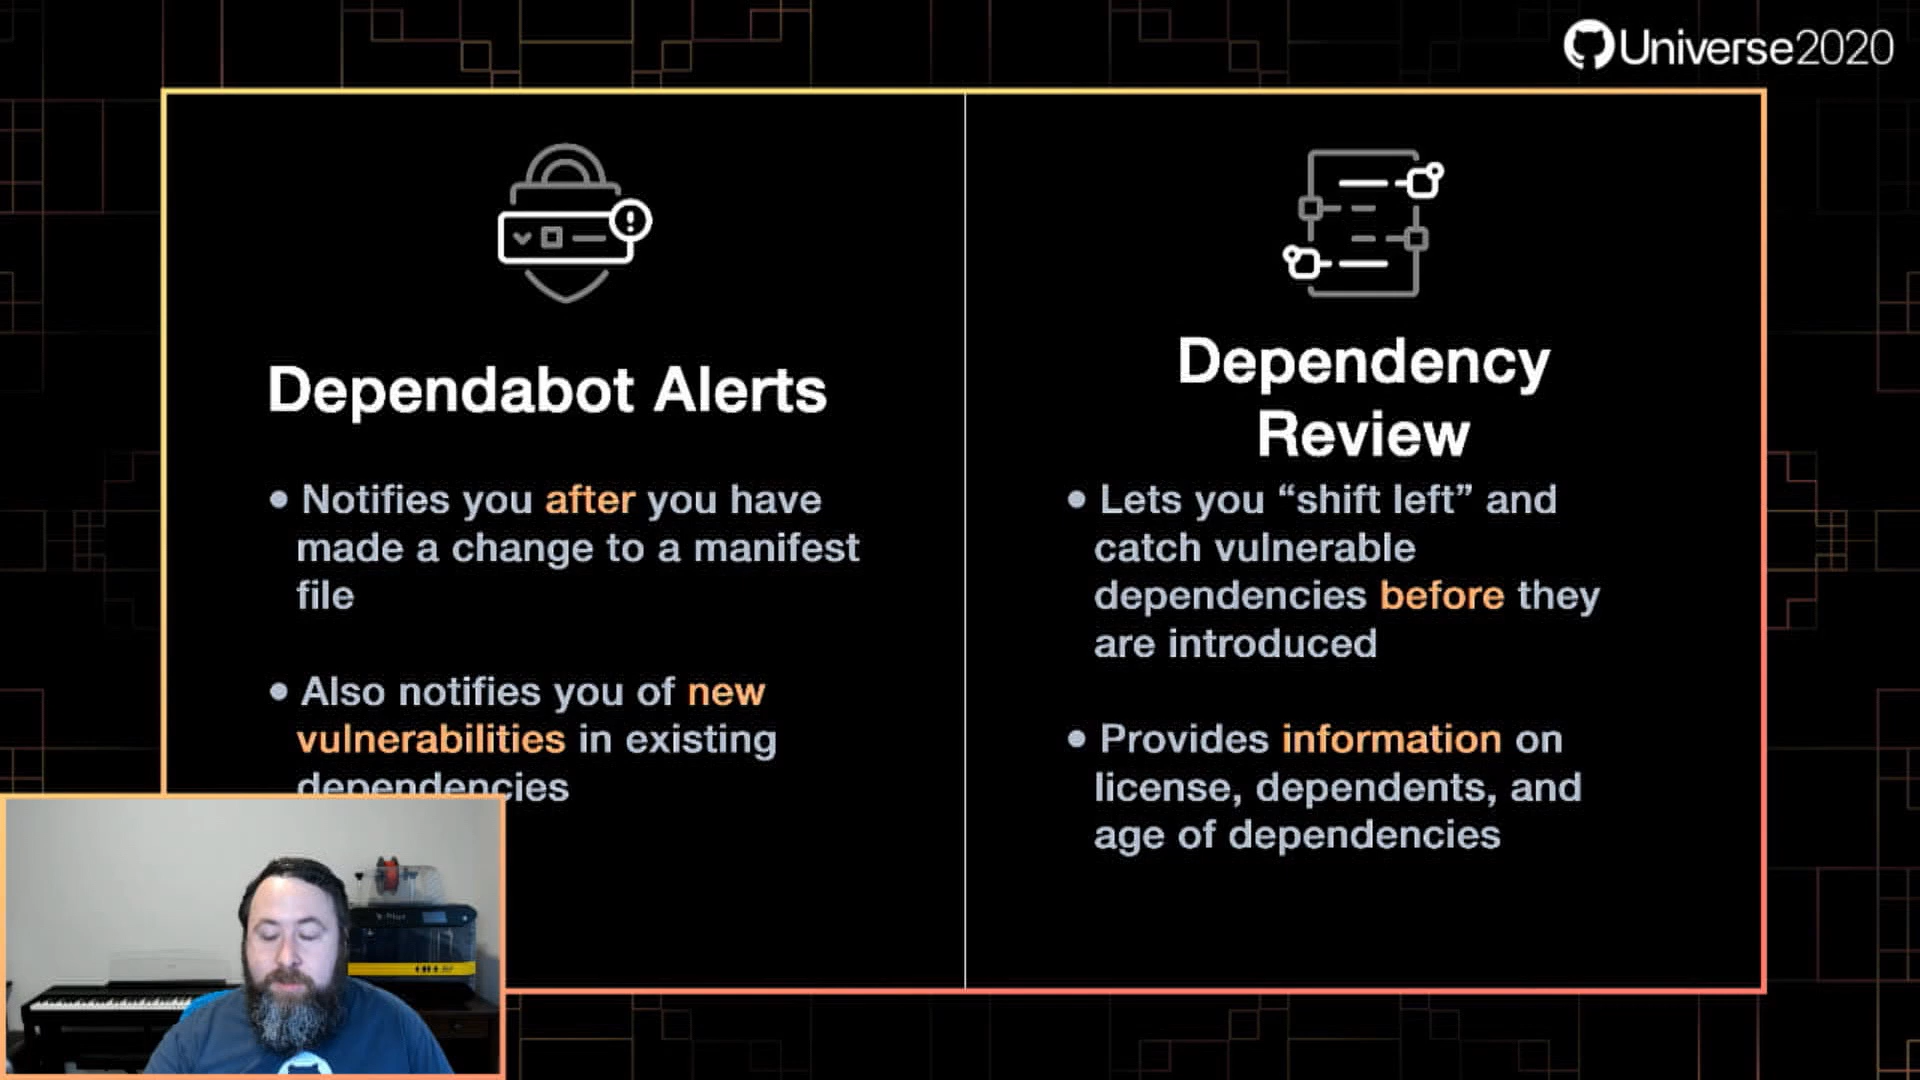 Universe2020
Dependabot Alerts
• Notifies you after you have
made a change to a manifest
file
• Also notifies you of new
vulnerabilities in existing
dependencies
Dependency
Review
• Lets you “shift left” and
catch vulnerable
dependencies before they
are introduced
• Provides information on
license, dependents, and
age of dependencies